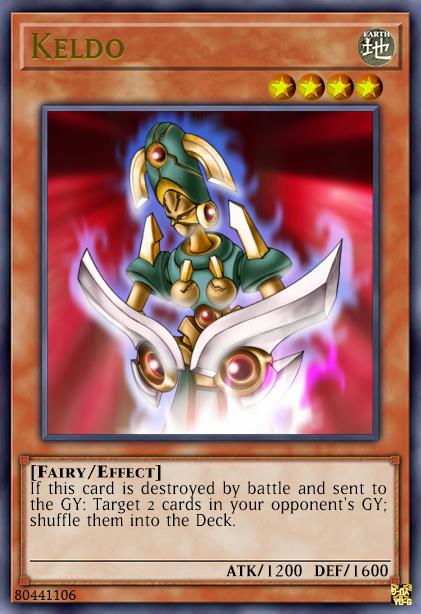 Keldo
EARTH
地
[Fairy/Effect]
If this card is destroyed by battle and sent to
the GY: Target 2 cards in your opponent's GY;
shuffle them into the Deck.
ATK/1200 DEF/1600
80441106